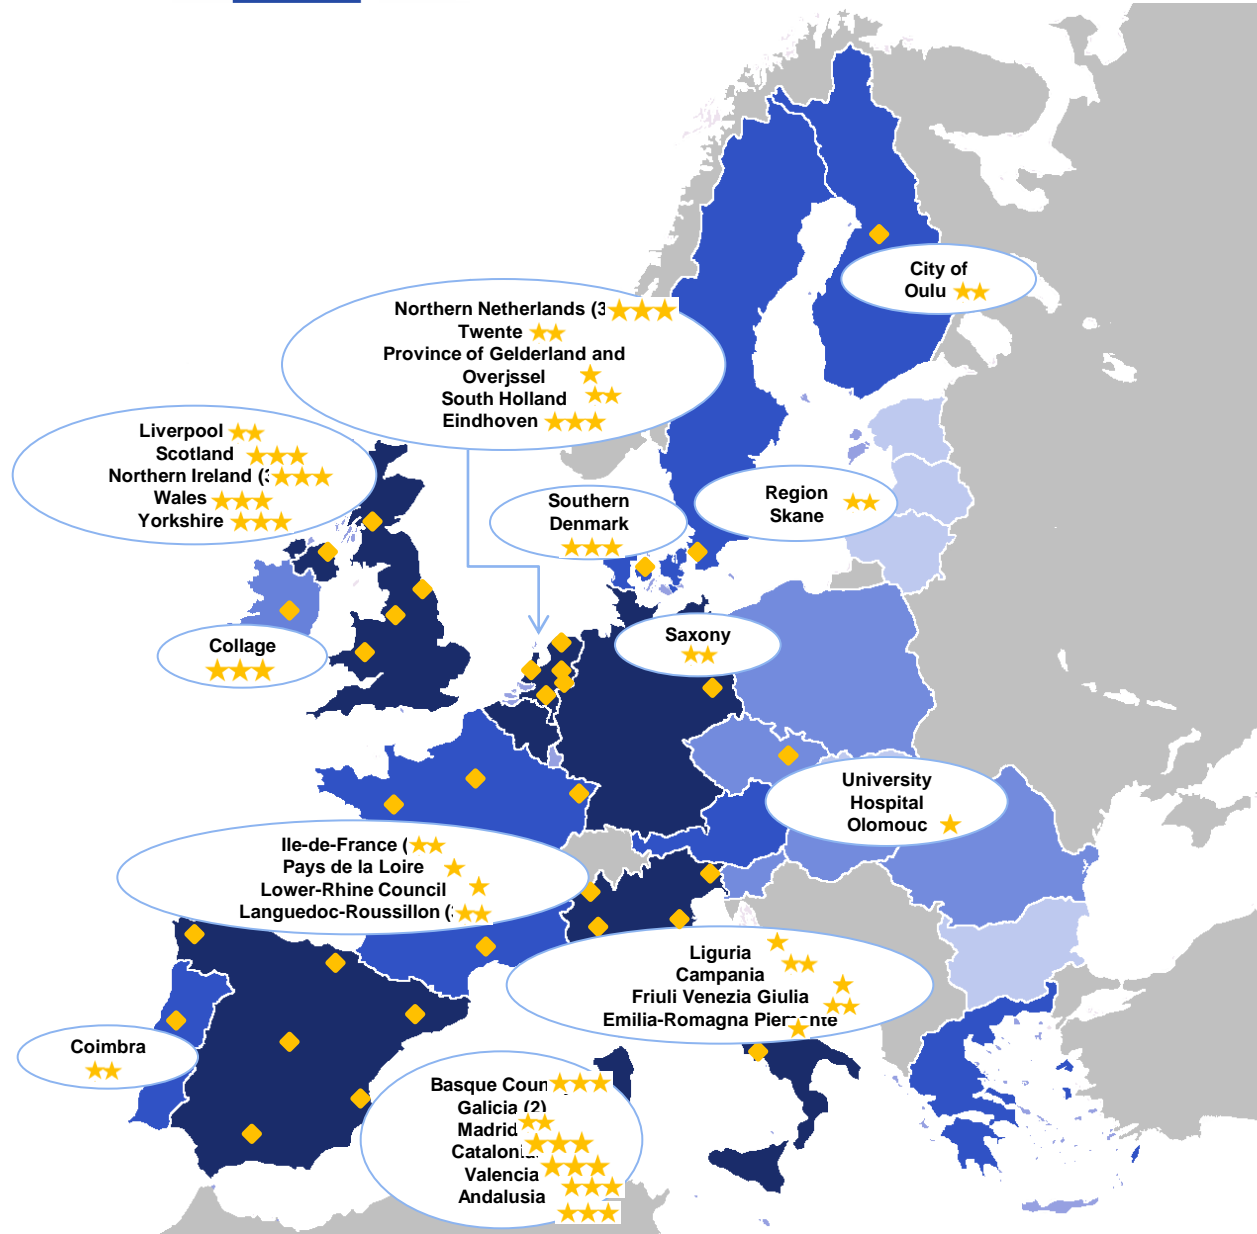 City of
Oulu
Northern Netherlands (3
Twente
Province of Gelderland and
Overjssel
South Holland
Eindhoven
Liverpool
Scotland
Northern Ireland (3
Wales
Yorkshire
Southern
Denmark
Region
Skane
Collage
Saxony
University
Hospital
Olomouc
Ile-de-France (
Pays de la Loire
Lower-Rhine Council
Languedoc-Roussillon (
Liguria
Campania
Friuli Venezia Giulia
Emilia-Romagna Piemonte
Coimbra
Basque Coun
Galicia (2)
Madrid
Catalonia
Valencia
Andalusia